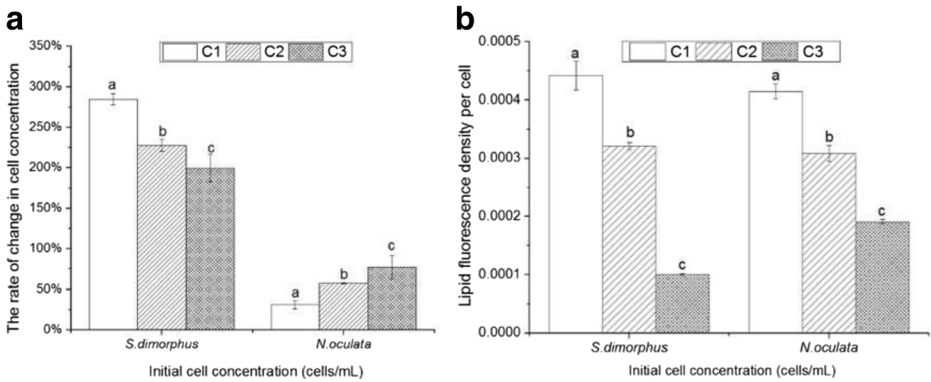 a
The rate of change in cell concentration
350%
300%
250%
200%
150%
100%
50%
0%
C1 C2 C3
a
b
c
a
b
c
S.dimorphus N.oculata
Initial cell concentration (cells/mL)
b
Lipid fluorescence density per cell
0.0005
0.0004
0.0003
0.0002
0.0001
0.0000
C1 C2 C3
a
b
c
a
b
c
S.dimorphus N.oculata
Initial cell concentration (cells/mL)